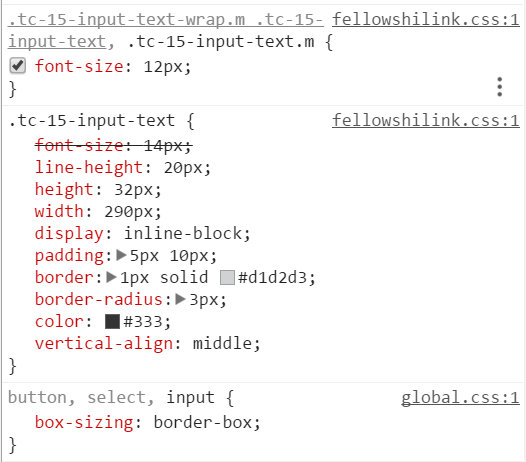 .tc-15-input-text-wrap.m .tc-15- fellowshilink.css:1
input-text, .tc-15-input-text.m {
font-size: 12px;
}
.tc-15-input-text { fellowshilink.css:1
font-size: 14px;
line-height: 20px;
height: 32px;
width: 290px;
display: inline-block;
padding:▶5px 10px;
border:▶1px solid #d1d2d3;
border-radius:▶3px;
color: #333;
vertical-align: middle;
}
button, select, input { global.css:1
box-sizing: border-box;
}